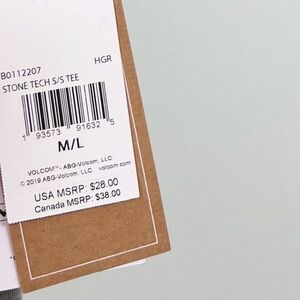 B0112207 HGR
STONE TECH S/S TEE
1 93573 91632 5
M/L
VOLCOM™ - ABG-Volcom, LLC.
© 2019 ABG-Volcom, LLC. volcom.com
USA MSRP: $28.00
Canada MSRP: $38.00